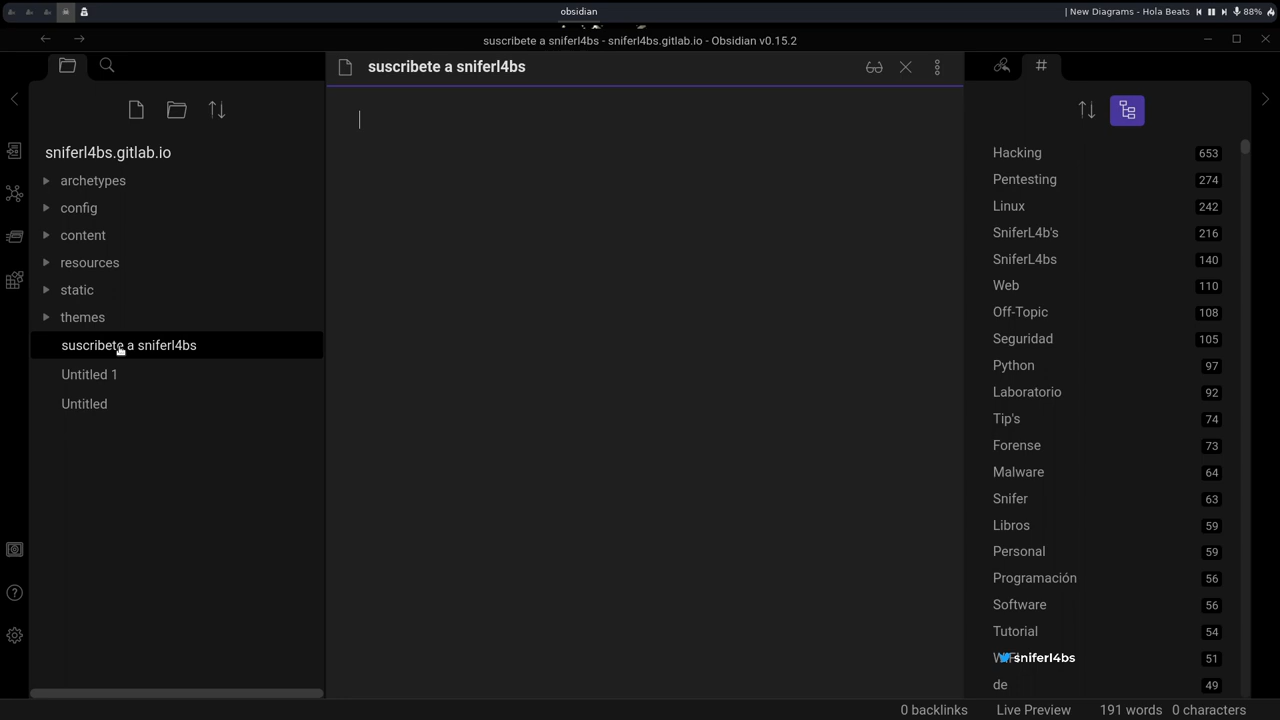 obsidian
| New Diagrams - Hola Beats
88%
suscribete a sniferl4bs - sniferl4bs.gitlab.io - Obsidian v0.15.2
suscribete a sniferl4bs
sniferl4bs.gitlab.io
archetypes
config
content
resources
static
themes
suscribete a sniferl4bs
Untitled 1
Untitled
Hacking 653
Pentesting 274
Linux 242
SniferL4b's 216
SniferL4bs 140
Web 110
Off-Topic 108
Seguridad 105
Python 97
Laboratorio 92
Tip's 74
Forense 73
Malware 64
Snifer 63
Libros 59
Personal 59
Programación 56
Software 56
Tutorial 54
sniferl4bs 51
de 49
0 backlinks Live Preview 191 words 0 characters